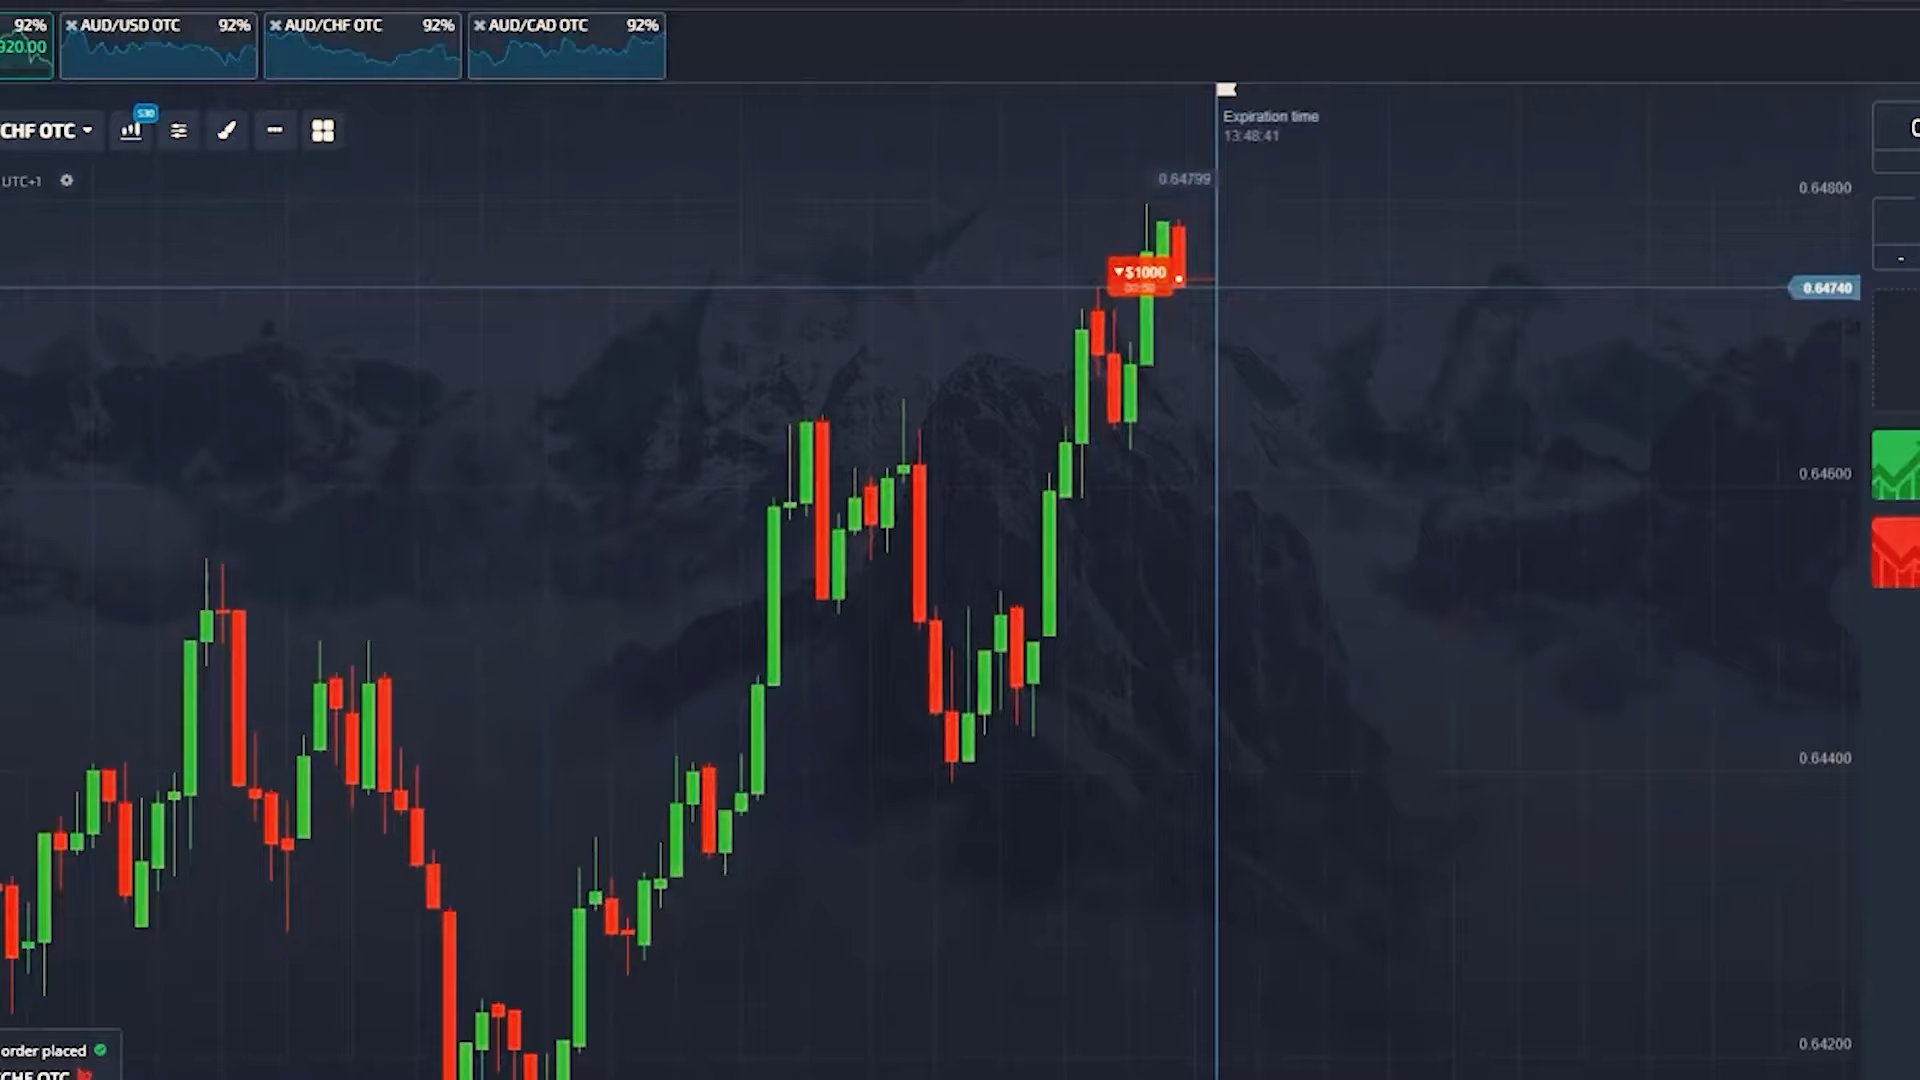 92%
920.00
AUD/USD OTC 92%
AUD/CHF OTC 92%
AUD/CAD OTC 92%
CHF OTC
S30
UTC+1
Expiration time
13:48:41
0.64799
0.64800
$1000
0.64740
0.64600
0.64400
0.64200
order placed
CHF OTC